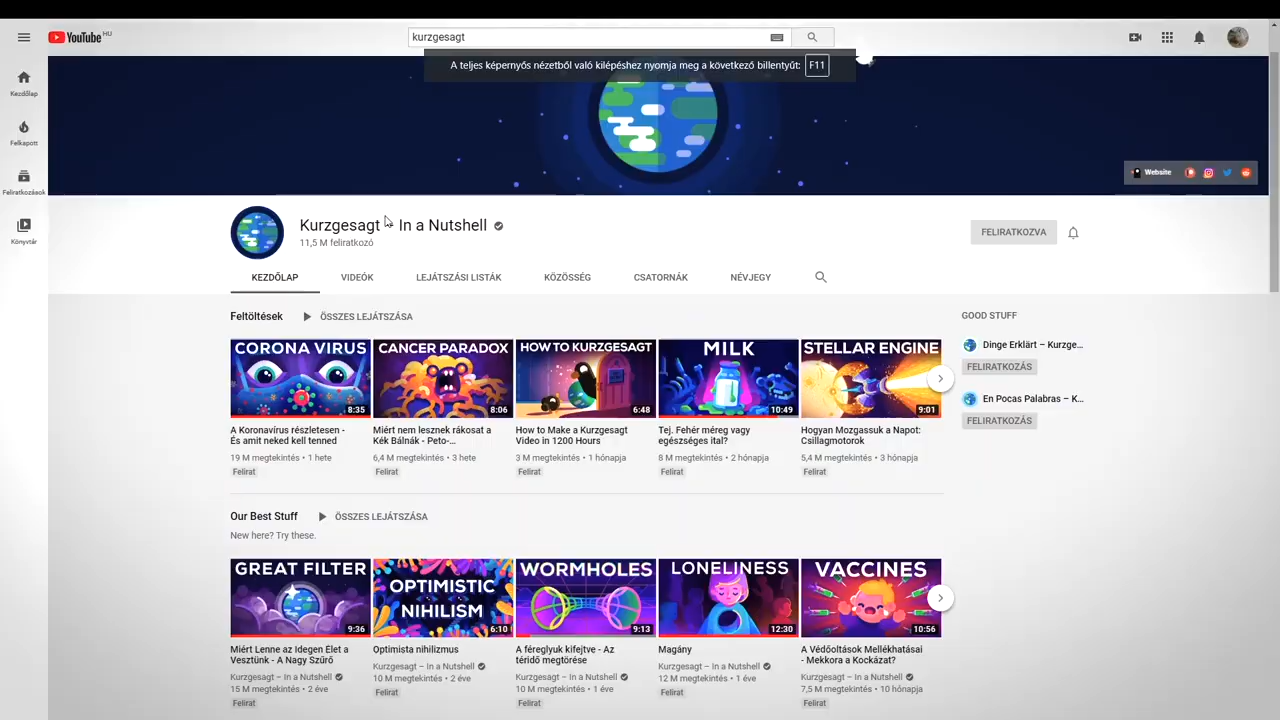 YouTube HU
kurzgesagt
A teljes képernyős nézetből való kilépéshez nyomja meg a következő billentyűt: F11
Kezdőlap
Felkapott
Feliratkozások
Könyvtár
Website
Kurzgesagt – In a Nutshell
11,5 M feliratkozó
FELIRATKOZVA
KEZDŐLAP VIDEÓK LEJÁTSZÁSI LISTÁK KÖZÖSSÉG CSATORNÁK NÉVJEGY
Feltöltések ÖSSZES LEJÁTSZÁSA
GOOD STUFF
Dinge Erklärt – Kurzge...
FELIRATKOZÁS
En Pocas Palabras – K...
FELIRATKOZÁS
CORONA VIRUS
8:35
A Koronavírus részletesen -
És amit neked kell tenned
19 M megtekintés • 1 hete
Felirat
CANCER PARADOX
8:06
Miért nem lesznek rákosat a
Kék Bálnák - Peto-...
6,4 M megtekintés • 3 hete
Felirat
HOW TO KURZGESAGT
6:48
How to Make a Kurzgesagt
Video in 1200 Hours
3 M megtekintés • 1 hónapja
Felirat
MILK
10:49
Tej. Fehér méreg vagy
egészséges ital?
8 M megtekintés • 2 hónapja
Felirat
STELLAR ENGINE
9:01
Hogyan Mozgassuk a Napot:
Csillagmotorok
5,4 M megtekintés • 3 hónapja
Felirat
Our Best Stuff ÖSSZES LEJÁTSZÁSA
New here? Try these.
GREAT FILTER
9:36
Miért Lenne az Idegen Élet a
Vesztünk - A Nagy Szűrő
Kurzgesagt – In a Nutshell
15 M megtekintés • 2 éve
Felirat
OPTIMISTIC
NIHILISM
6:10
Optimista nihilizmus
Kurzgesagt – In a Nutshell
10 M megtekintés • 2 éve
Felirat
WORMHOLES
9:13
A féreglyuk kifejtve - Az
téridő megtörése
Kurzgesagt – In a Nutshell
10 M megtekintés • 1 éve
Felirat
LONELINESS
12:30
Magány
Kurzgesagt – In a Nutshell
12 M megtekintés • 1 éve
Felirat
VACCINES
10:56
A Védőoltások Mellékhatásai
- Mekkora a Kockázat?
Kurzgesagt – In a Nutshell
7,5 M megtekintés • 10 hónapja
Felirat